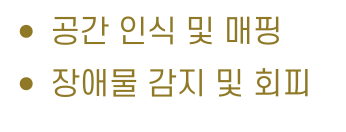 • 공간 인식 및 매핑
• 장애물 감지 및 회피